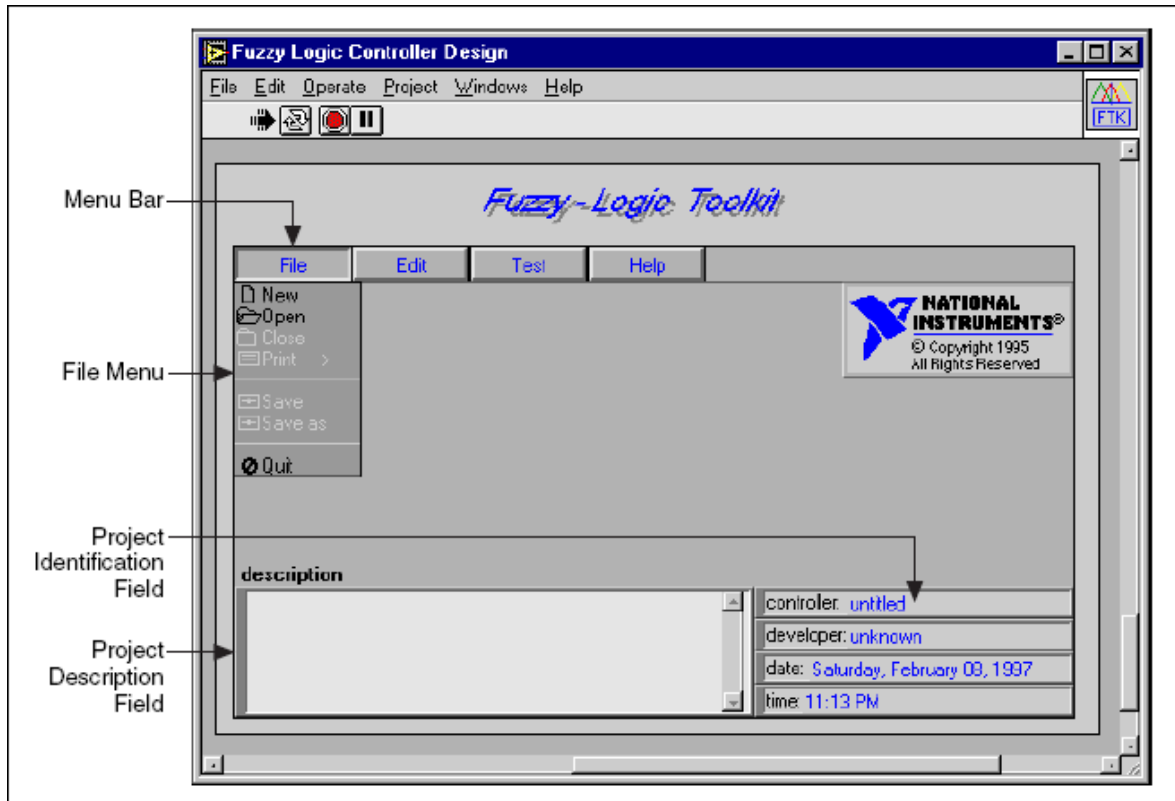 Fuzzy Logic Controller Design
File Edit Operate Project Windows Help
FTK
Fuzzy-Logic Toolkit
Menu Bar
File Edit Test Help
New
Open
Close
Print >
Save
Save as
Quit
File Menu
NATIONAL
INSTRUMENTS®
© Copyright 1995
All Rights Reserved
Project
Identification
Field
description
controller: untitled
developer: unknown
date: Saturday, February 08, 1997
time: 11:13 PM
Project
Description
Field